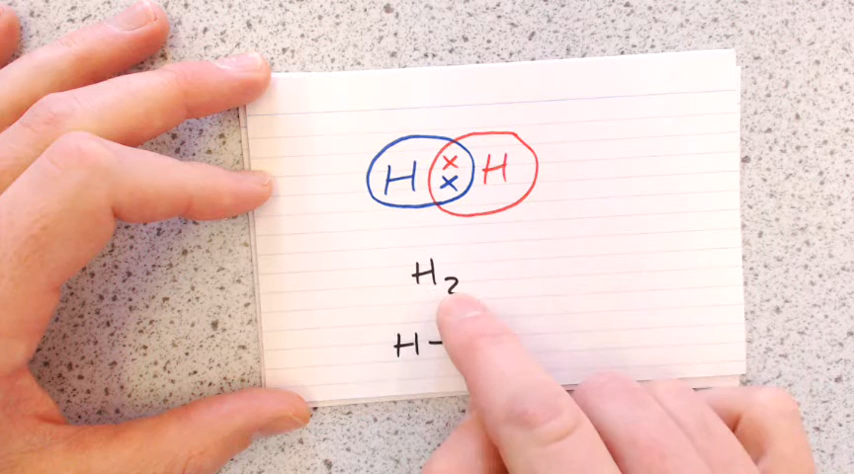 H × × H
H₂
H-